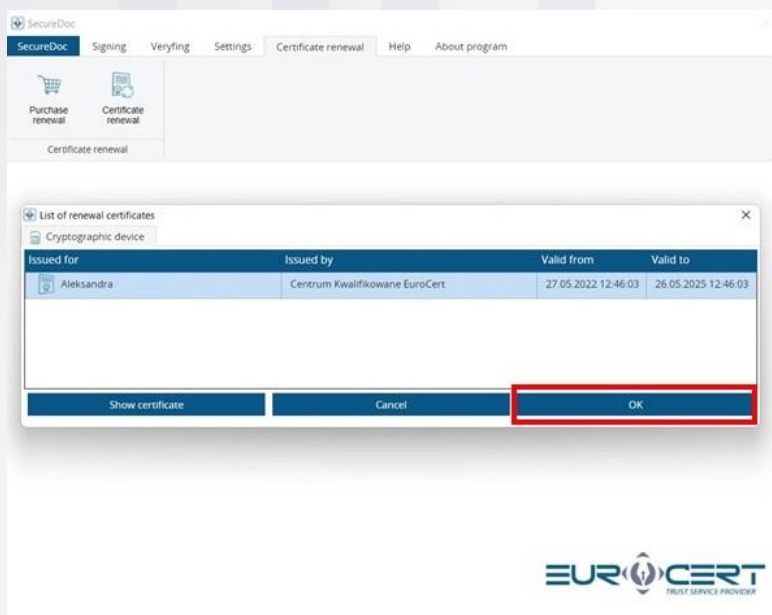 SecureDoc
SecureDoc Signing Veryfing Settings Certificate renewal Help About program
Purchase renewal
Certificate renewal
Certificate renewal
List of renewal certificates
Cryptographic device
Issued for Issued by Valid from Valid to
Aleksandra Centrum Kwalifikowane EuroCert 27.05.2022 12:46:03 26.05.2025 12:46:03
Show certificate Cancel OK
EUROCERT
TRUST SERVICE PROVIDER